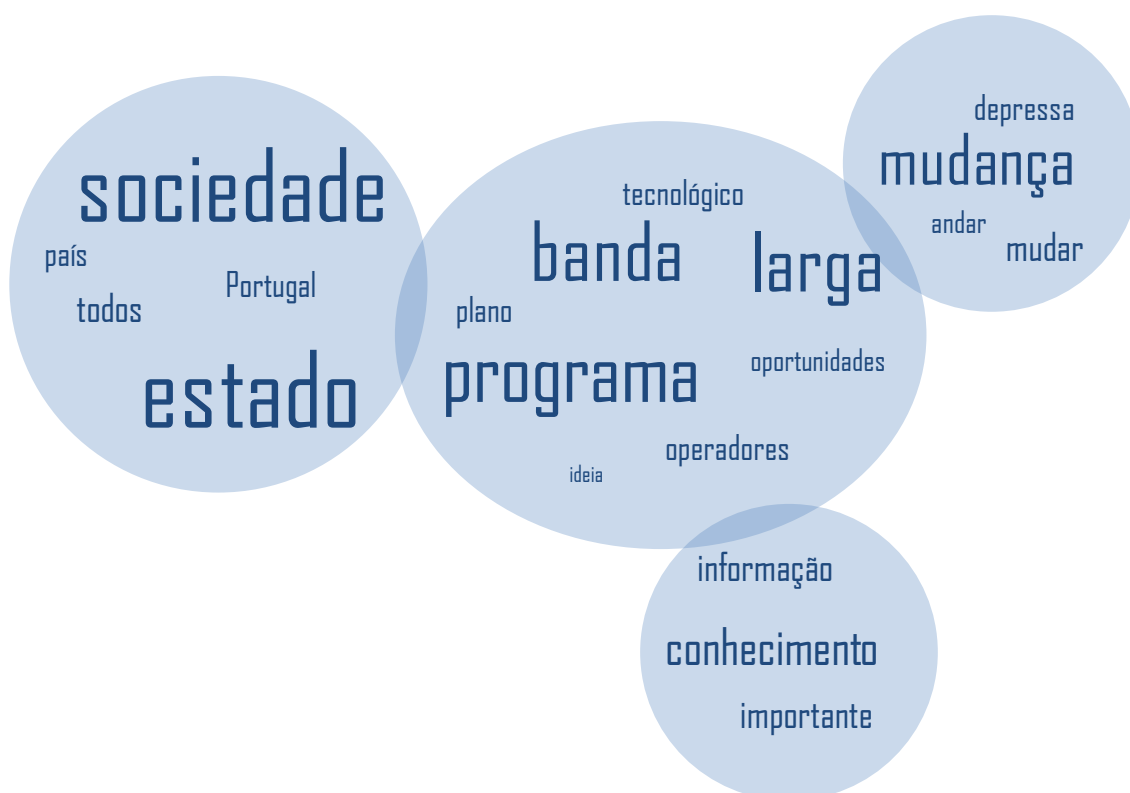 sociedade
país
Portugal
todos
estado
tecnológico
banda
larga
plano
programa
oportunidades
operadores
ideia
depressa
mudança
andar
mudar
informação
conhecimento
importante